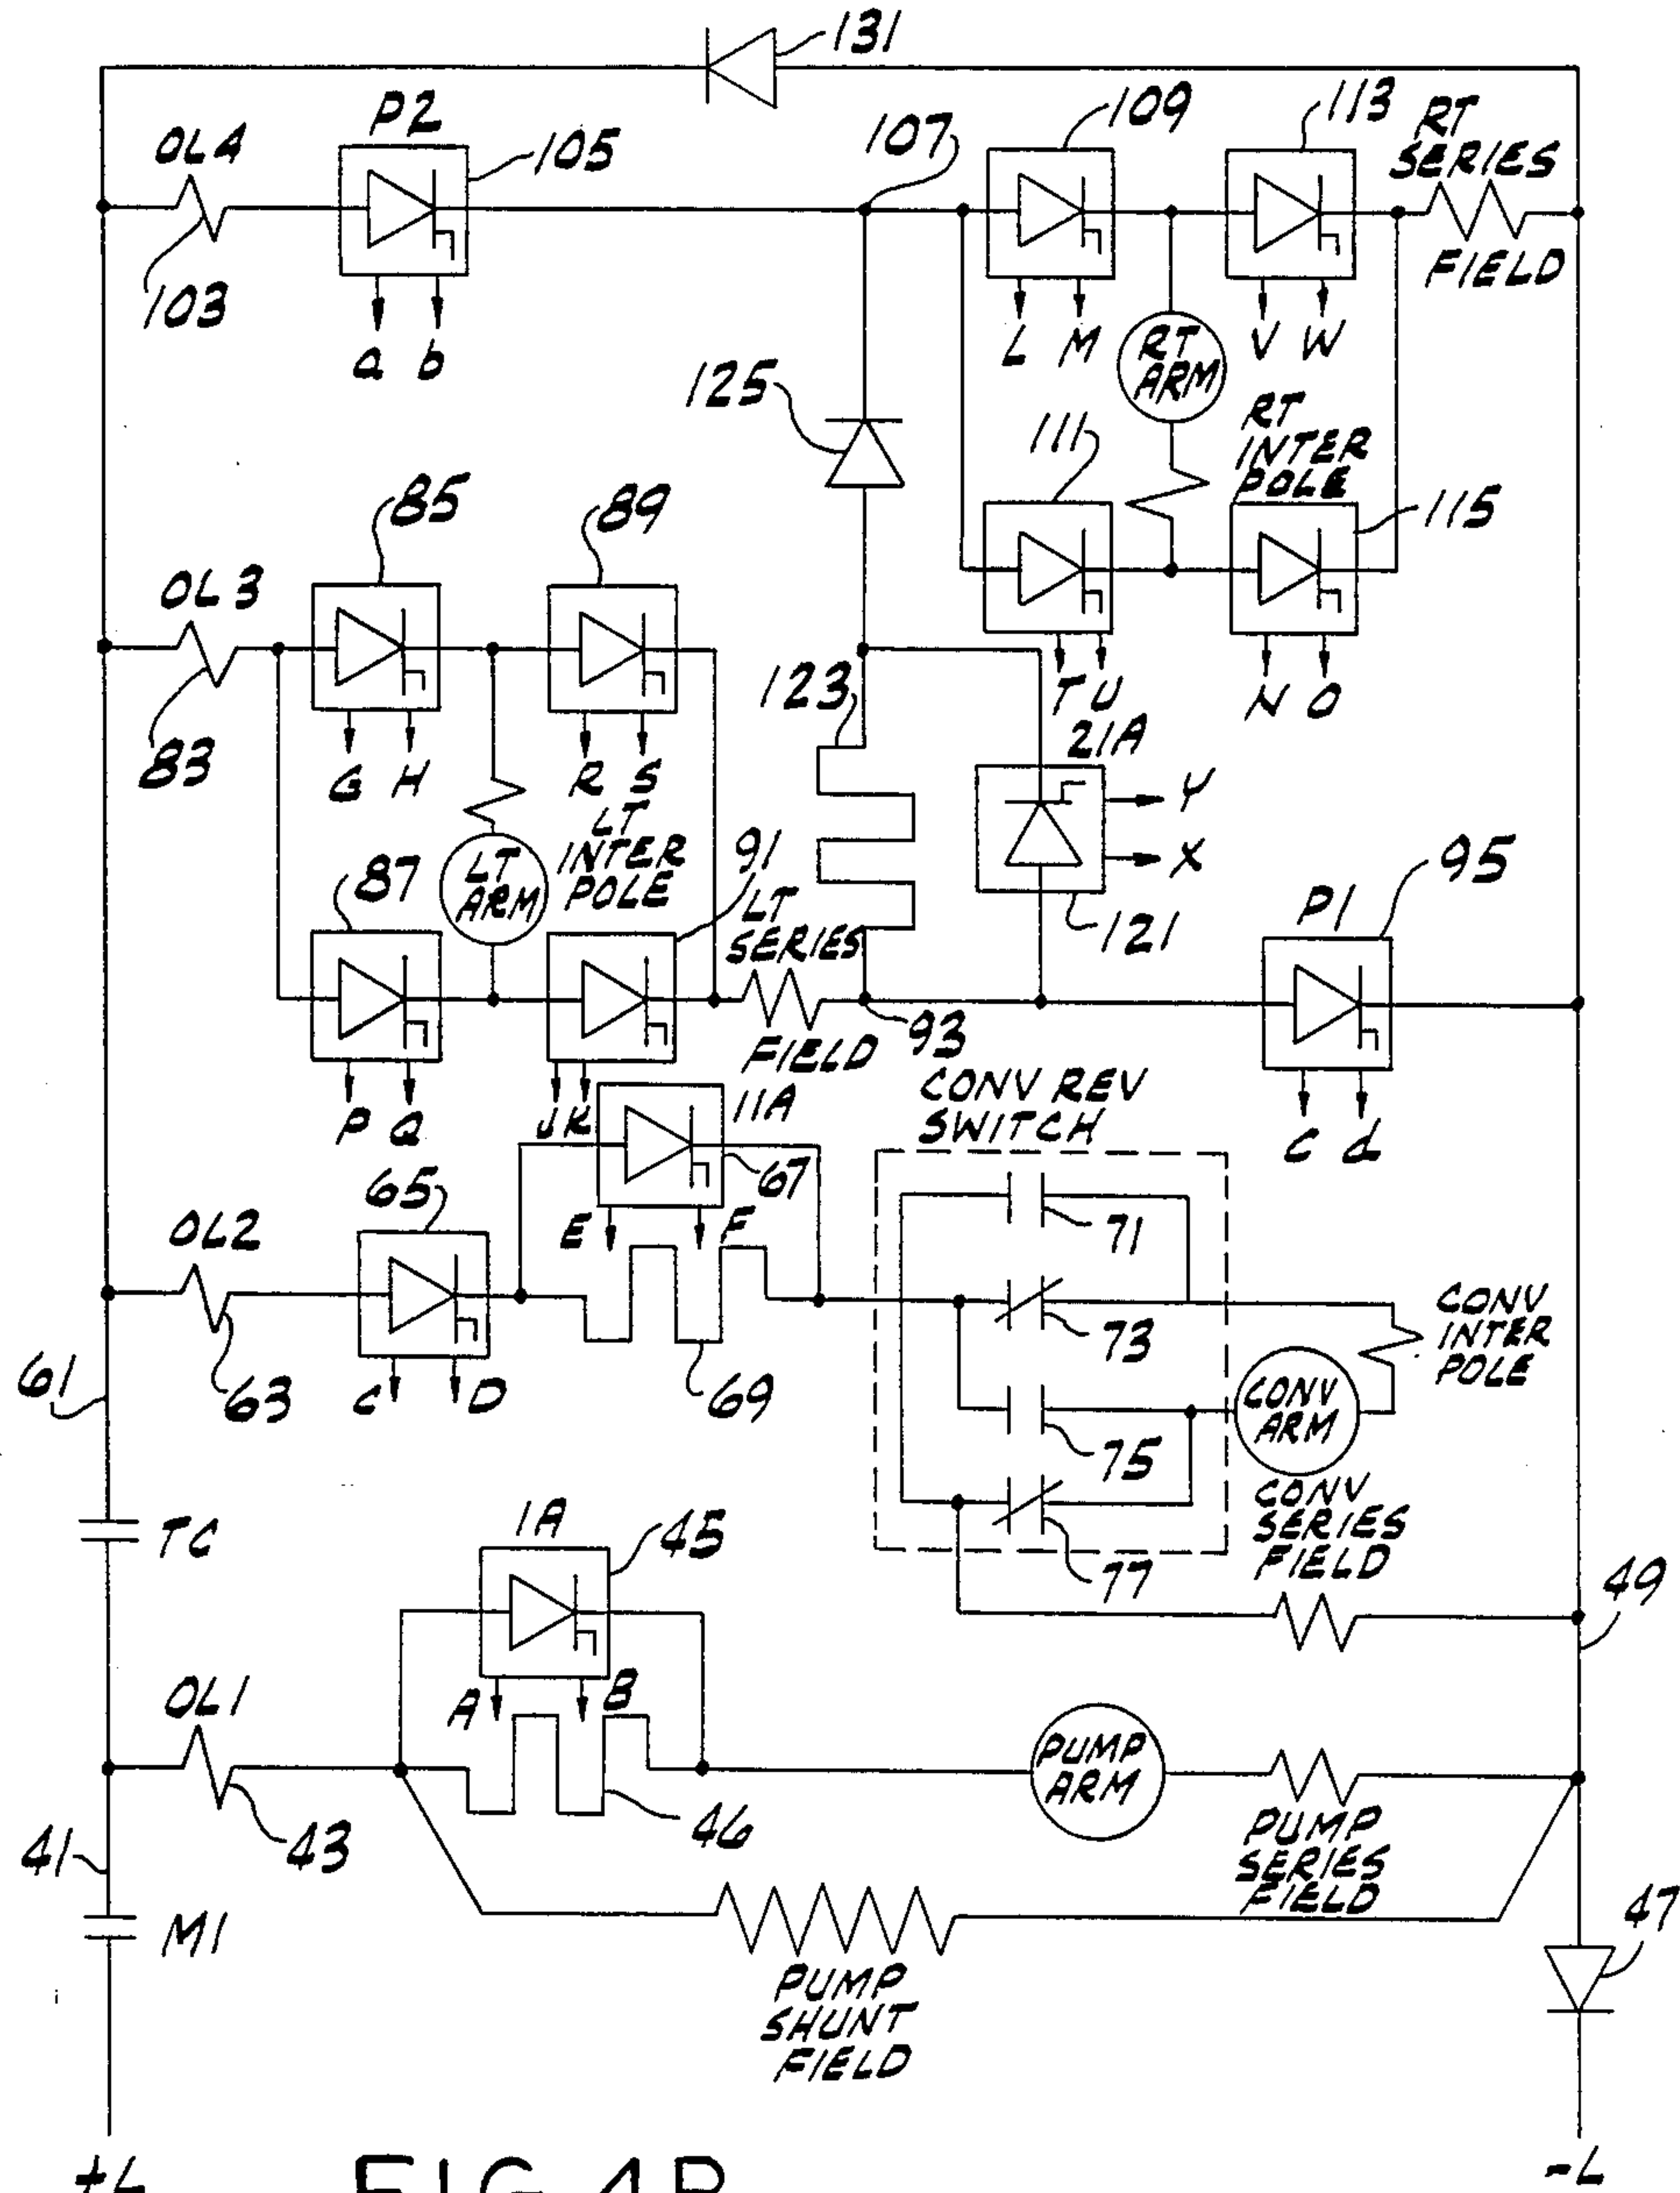 131
P2
109
113
RT
SERIES
FIELD
OL4
105
107
103
a b
L M
V W
RT
ARM
125
RT
INTER
POLE
111
115
85
89
OL3
T U
N O
123
21A
83
G H
R S
LT
INTER
POLE
Y
X
91
87
LT
ARM
LT
SERIES
FIELD
121
P1
95
93
P Q
JK
11A
CONV REV
SWITCH
c d
65
67
E F
71
OL2
73
CONV
INTER
POLE
61
63
C D
69
CONV
ARM
75
TC
1A
45
CONV
SERIES
FIELD
77
49
OL1
A B
PUMP
ARM
46
41
43
PUMP
SERIES
FIELD
47
M1
PUMP
SHUNT
FIELD
+L
FIG. 4B
-L